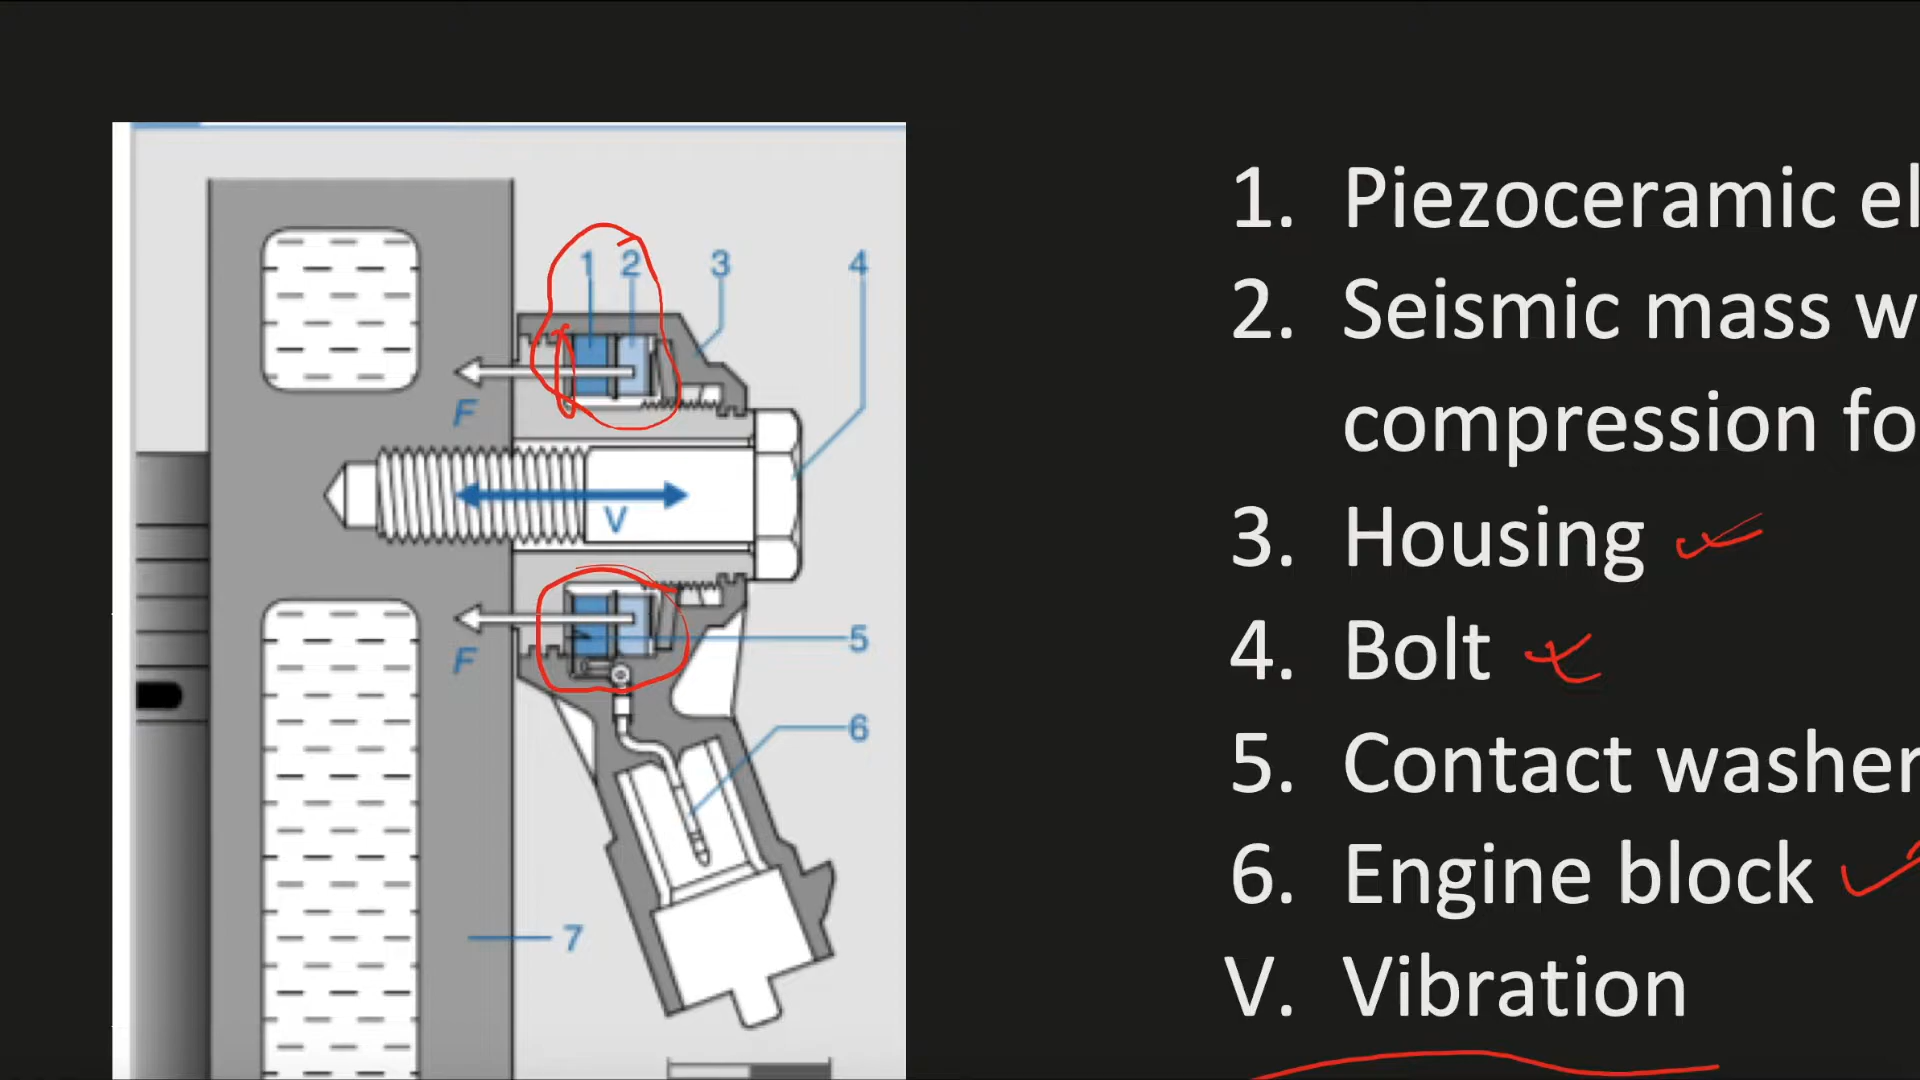 1 2 3 4
F
V
F
5
6
7
1. Piezoceramic el
2. Seismic mass w
compression fo
3. Housing
4. Bolt
5. Contact washer
6. Engine block
V. Vibration